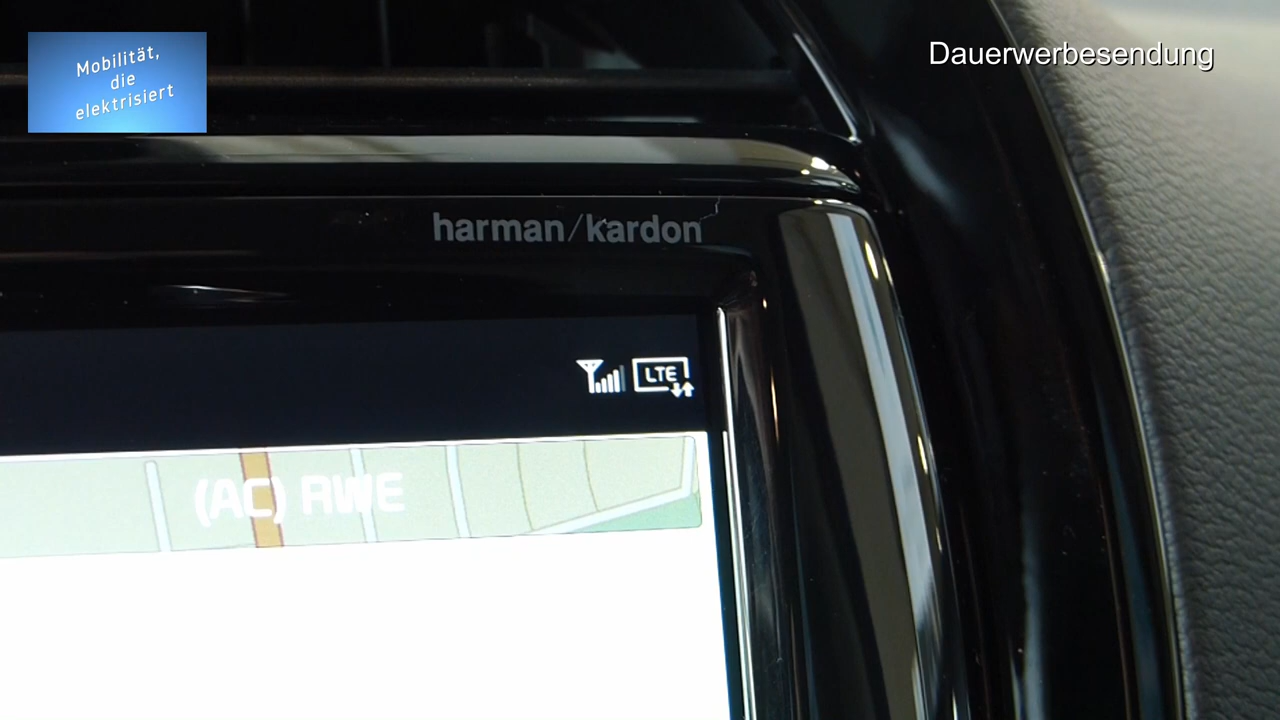 Mobilität,
die
elektrisiert
Dauerwerbesendung
harman/kardon
LTE
(AC) RWE